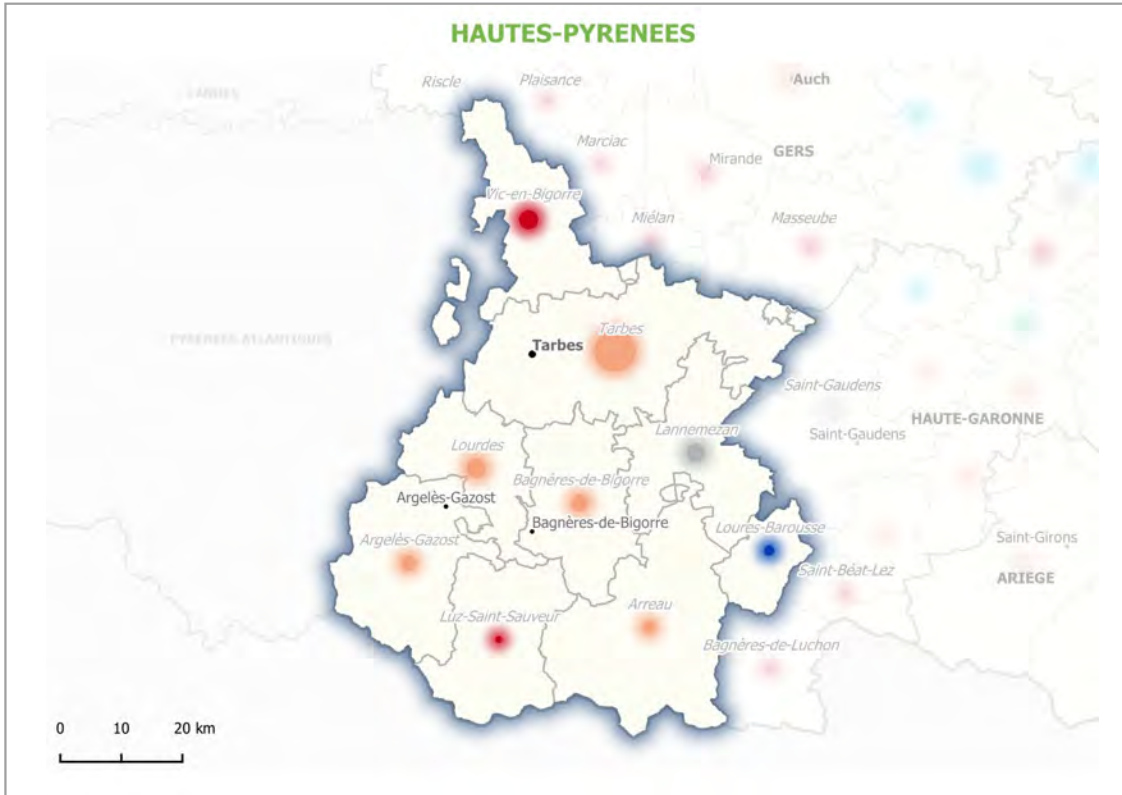 HAUTES-PYRENEES
Riscle
Plaisance
Auch
LANDES
Marciac
GERS
Mirande
Vic-en-Bigorre
Miélan
Masseube
Tarbes
Tarbes
PYRENEES-ATLANTIQUES
Saint-Gaudens
HAUTE-GARONNE
Lannemezan
Saint-Gaudens
Lourdes
Bagnères-de-Bigorre
Argelès-Gazost
Bagnères-de-Bigorre
Loures-Barousse
Argelès-Gazost
Saint-Girons
Saint-Béat-Lez
ARIEGE
Arreau
Luz-Saint-Sauveur
Bagnères-de-Luchon
0 10 20 km